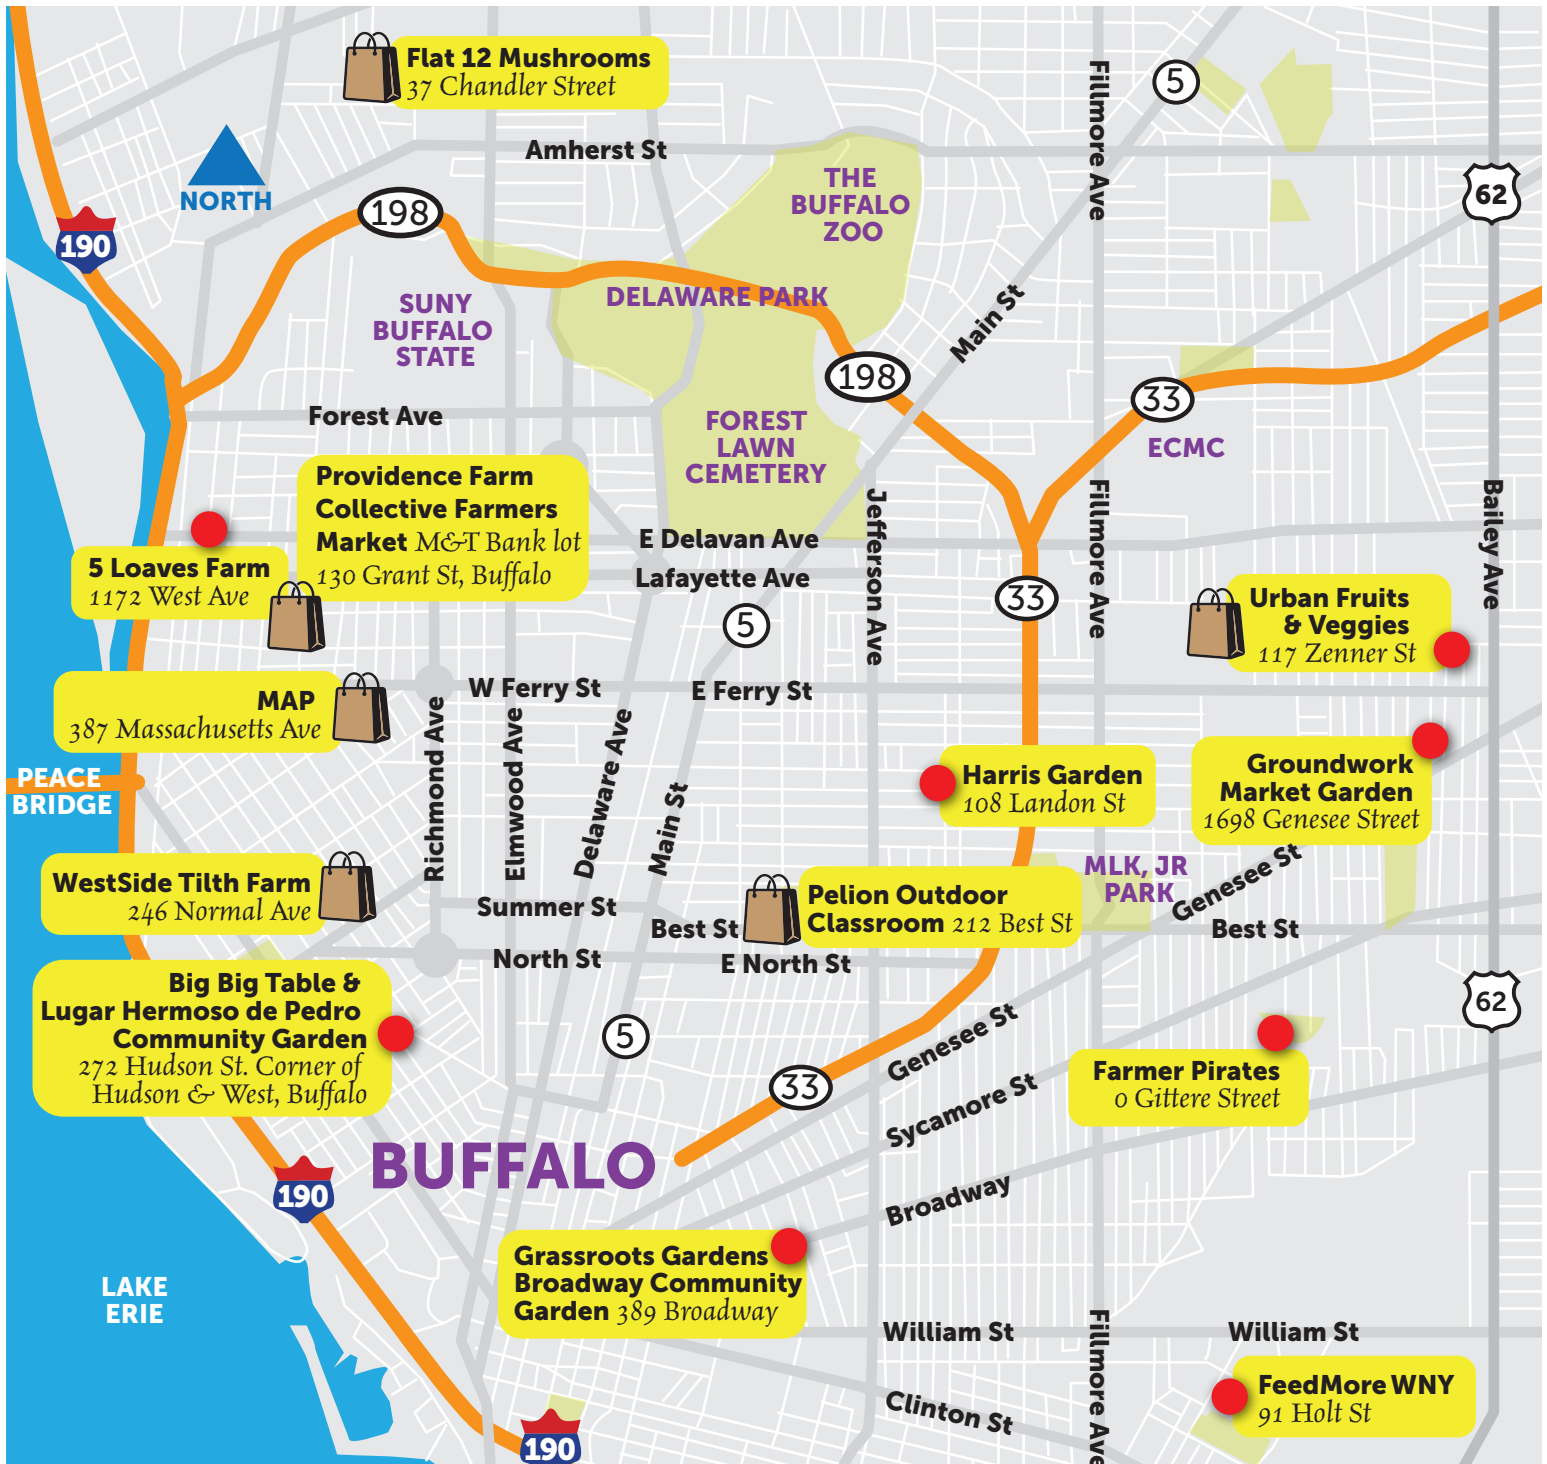 Flat 12 Mushrooms
37 Chandler Street
5
Fillmore Ave
Amherst St
NORTH
198
THE
BUFFALO
ZOO
62
190
SUNY
BUFFALO
STATE
DELAWARE PARK
Main St
198
33
Forest Ave
FOREST
LAWN
CEMETERY
ECMC
Providence Farm
Collective Farmers
Market M&T Bank lot
130 Grant St, Buffalo
Jefferson Ave
Fillmore Ave
Bailey Ave
E Delavan Ave
5 Loaves Farm
1172 West Ave
Lafayette Ave
33
5
Urban Fruits
& Veggies
117 Zenner St
MAP
387 Massachusetts Ave
W Ferry St
E Ferry St
Richmond Ave
Elmwood Ave
Delaware Ave
Main St
PEACE
BRIDGE
Harris Garden
108 Landon St
Groundwork
Market Garden
1698 Genesee Street
WestSide Tilth Farm
246 Normal Ave
MLK, JR
PARK
Genesee St
Pelion Outdoor
Classroom 212 Best St
Summer St
Best St
Best St
North St
E North St
Big Big Table &
Lugar Hermoso de Pedro
Community Garden
272 Hudson St. Corner of
Hudson & West, Buffalo
62
5
Genesee St
33
Sycamore St
Farmer Pirates
0 Gittere Street
BUFFALO
190
Broadway
Grassroots Gardens
Broadway Community
Garden 389 Broadway
LAKE
ERIE
William St
William St
Fillmore Ave
FeedMore WNY
91 Holt St
Clinton St
190